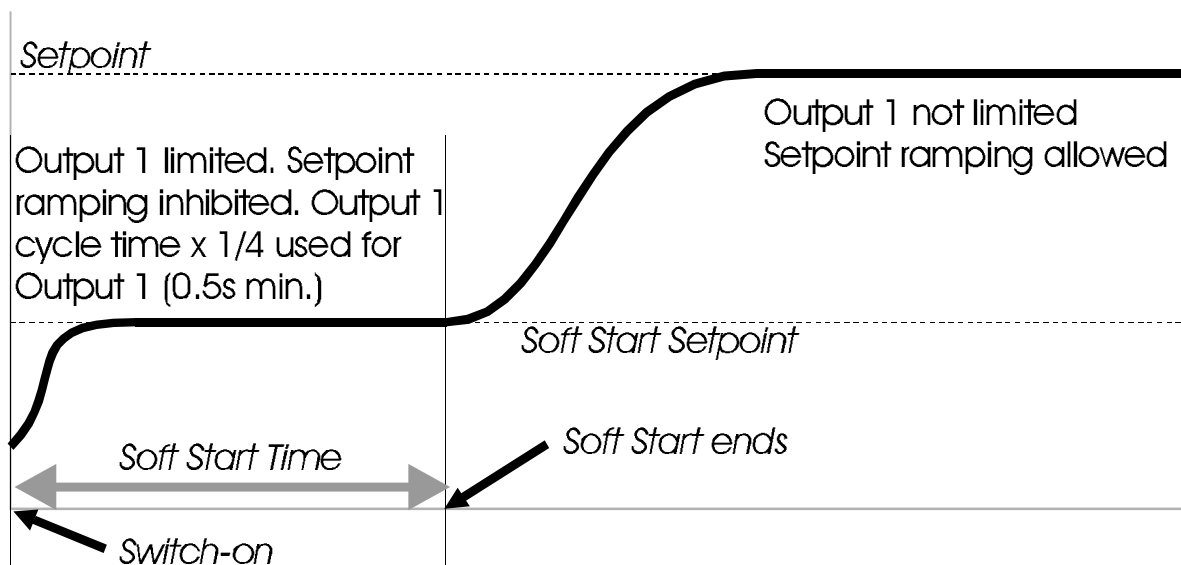 Setpoint
Output 1 not limited
Setpoint ramping allowed
Output 1 limited. Setpoint
ramping inhibited. Output 1
cycle time x 1/4 used for
Output 1 (0.5s min.)
Soft Start Setpoint
Soft Start Time
Soft Start ends
Switch-on